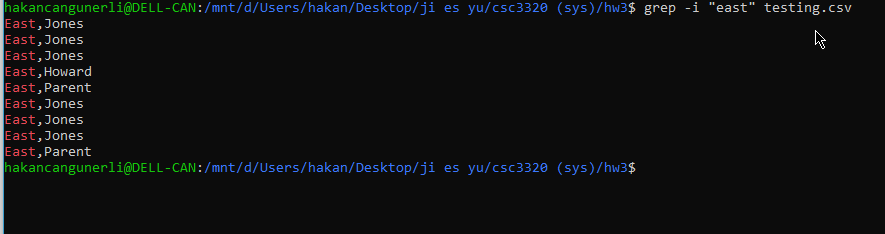 hakancangunerli@DELL-CAN:/mnt/d/Users/hakan/Desktop/ji es yu/csc3320 (sys)/hw3$ grep -i "east" testing.csv
East,Jones
East,Jones
East,Jones
East,Howard
East,Parent
East,Jones
East,Jones
East,Jones
East,Parent
hakancangunerli@DELL-CAN:/mnt/d/Users/hakan/Desktop/ji es yu/csc3320 (sys)/hw3$